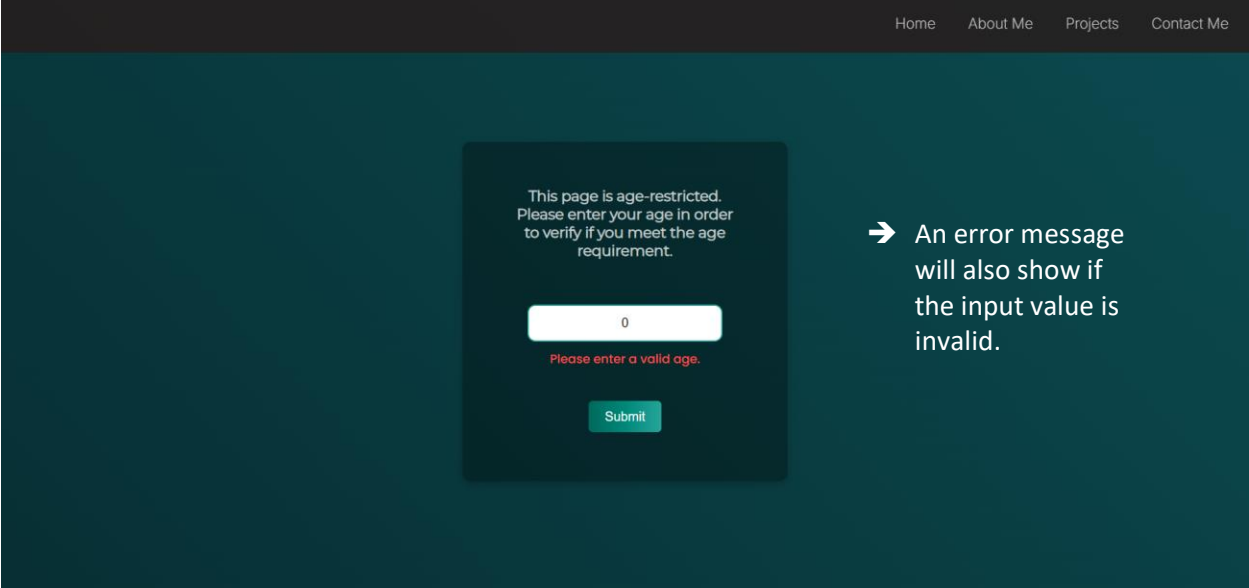 Home About Me Projects Contact Me
This page is age-restricted.
Please enter your age in order
to verify if you meet the age
requirement.
0
Please enter a valid age.
Submit
➔ An error message
will also show if
the input value is
invalid.